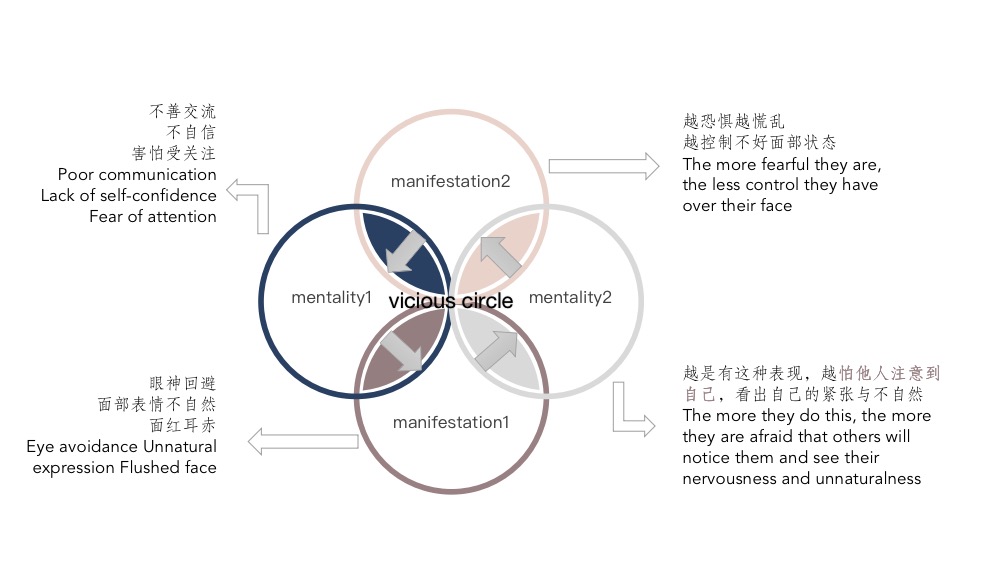 不善交流
不自信
害怕受关注
Poor communication
Lack of self-confidence
Fear of attention
manifestation2
越恐惧越慌乱
越控制不好面部状态
The more fearful they are,
the less control they have
over their face
mentality1
vicious circle
mentality2
眼神回避
面部表情不自然
面红耳赤
Eye avoidance Unnatural
expression Flushed face
manifestation1
越是有这种表现，越怕他人注意到
自己，看出自己的紧张与不自然
The more they do this, the more
they are afraid that others will
notice them and see their
nervousness and unnaturalness